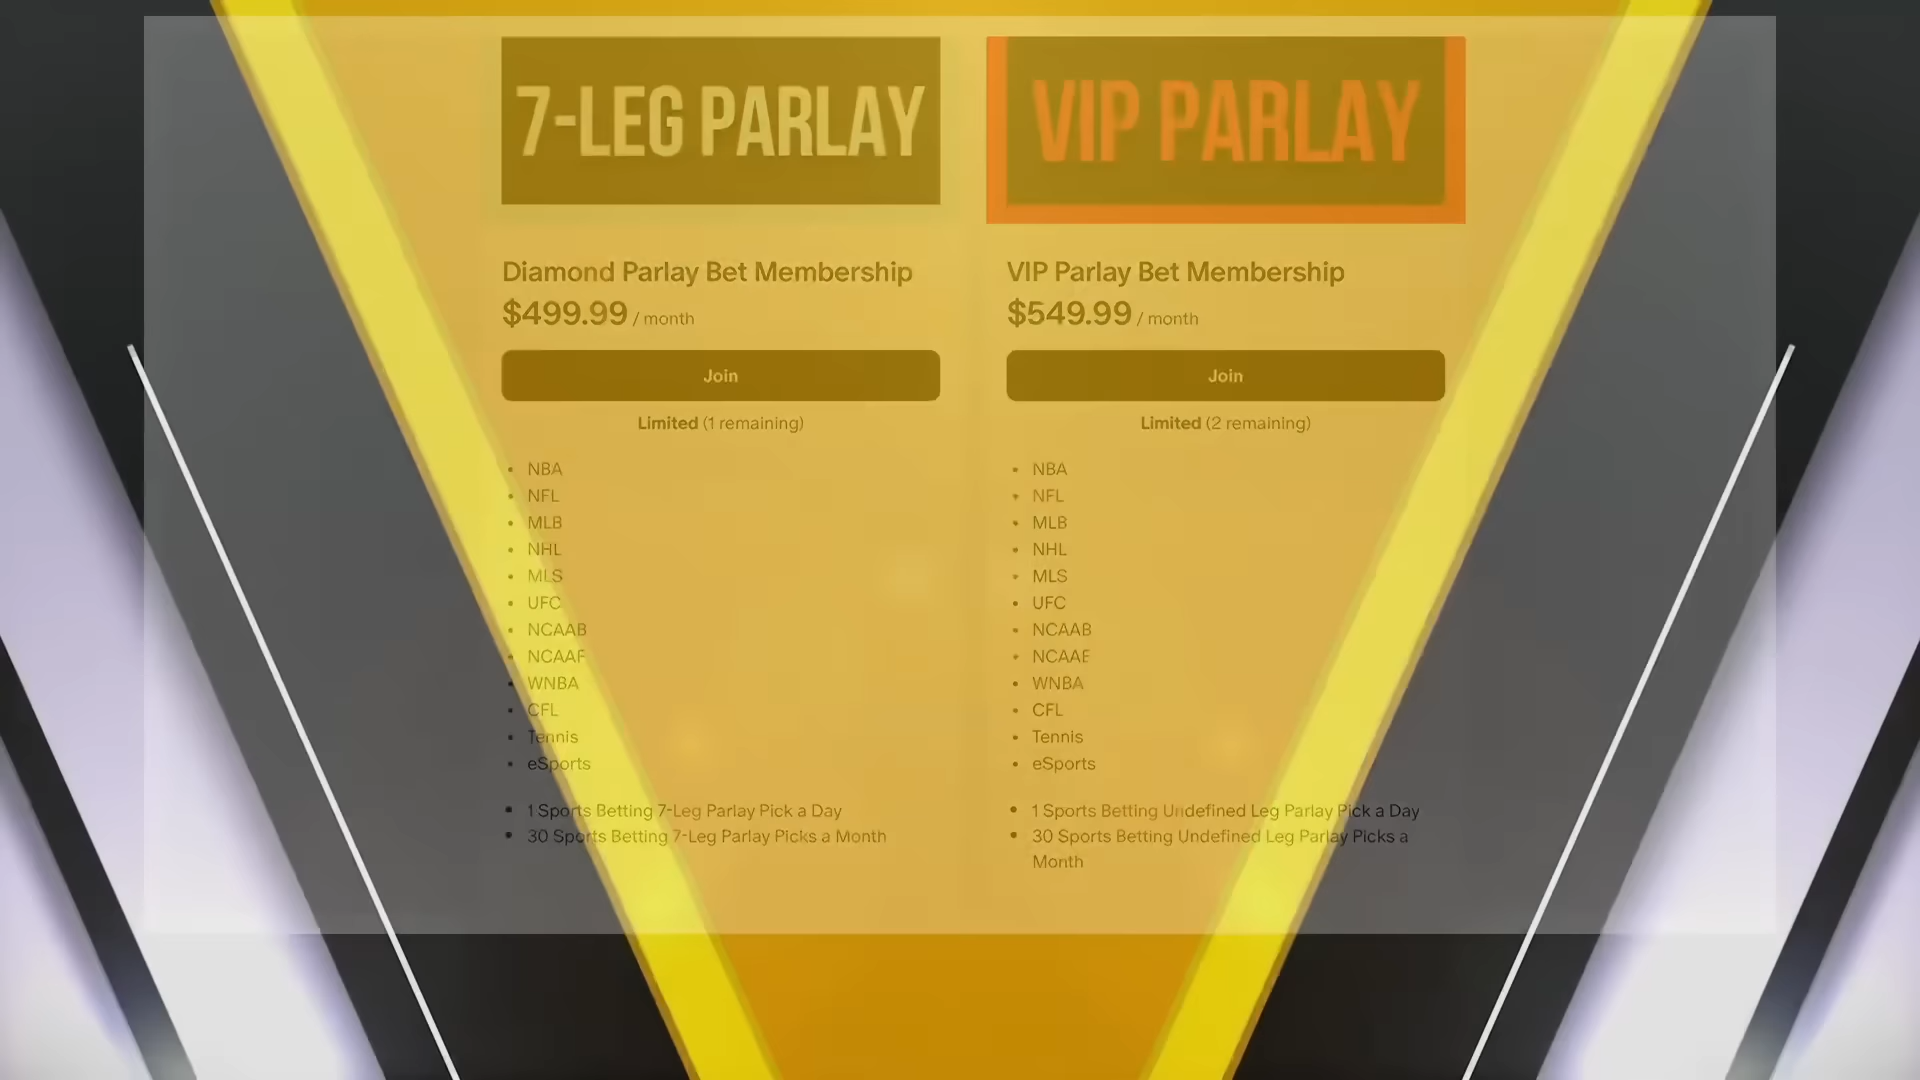 7-LEG PARLAY
Diamond Parlay Bet Membership
$499.99 / month
Join
Limited (1 remaining)
• NBA
• NFL
• MLB
• NHL
• MLS
• UFC
• NCAAB
• NCAAF
• WNBA
• CFL
• Tennis
• eSports
• 1 Sports Betting 7-Leg Parlay Pick a Day
• 30 Sports Betting 7-Leg Parlay Picks a Month
VIP PARLAY
VIP Parlay Bet Membership
$549.99 / month
Join
Limited (2 remaining)
• NBA
• NFL
• MLB
• NHL
• MLS
• UFC
• NCAAB
• NCAAF
• WNBA
• CFL
• Tennis
• eSports
• 1 Sports Betting Undefined Leg Parlay Pick a Day
• 30 Sports Betting Undefined Leg Parlay Picks a
Month